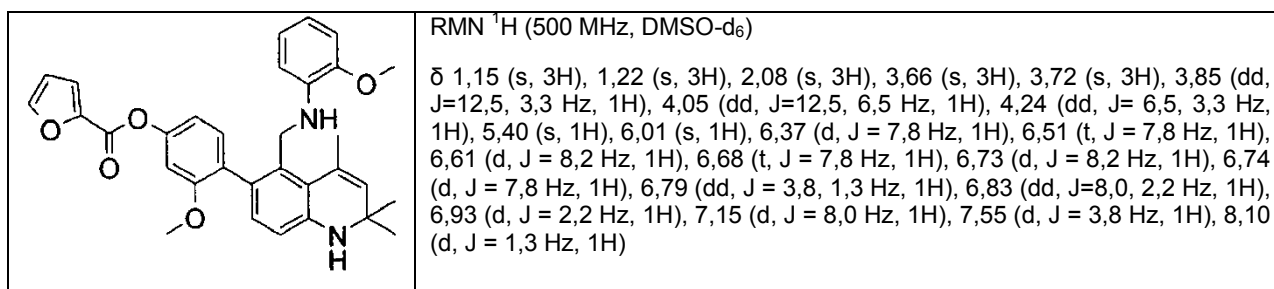 RMN ¹H (500 MHz, DMSO-d₆)
δ 1,15 (s, 3H), 1,22 (s, 3H), 2,08 (s, 3H), 3,66 (s, 3H), 3,72 (s, 3H), 3,85 (dd,
J=12,5, 3,3 Hz, 1H), 4,05 (dd, J=12,5, 6,5 Hz, 1H), 4,24 (dd, J= 6,5, 3,3 Hz,
1H), 5,40 (s, 1H), 6,01 (s, 1H), 6,37 (d, J = 7,8 Hz, 1H), 6,51 (t, J = 7,8 Hz, 1H),
6,61 (d, J = 8,2 Hz, 1H), 6,68 (t, J = 7,8 Hz, 1H), 6,73 (d, J = 8,2 Hz, 1H), 6,74
(d, J = 7,8 Hz, 1H), 6,79 (dd, J = 3,8, 1,3 Hz, 1H), 6,83 (dd, J=8,0, 2,2 Hz, 1H),
6,93 (d, J = 2,2 Hz, 1H), 7,15 (d, J = 8,0 Hz, 1H), 7,55 (d, J = 3,8 Hz, 1H), 8,10
(d, J = 1,3 Hz, 1H)
O
NH
O
O
O
O
N
H